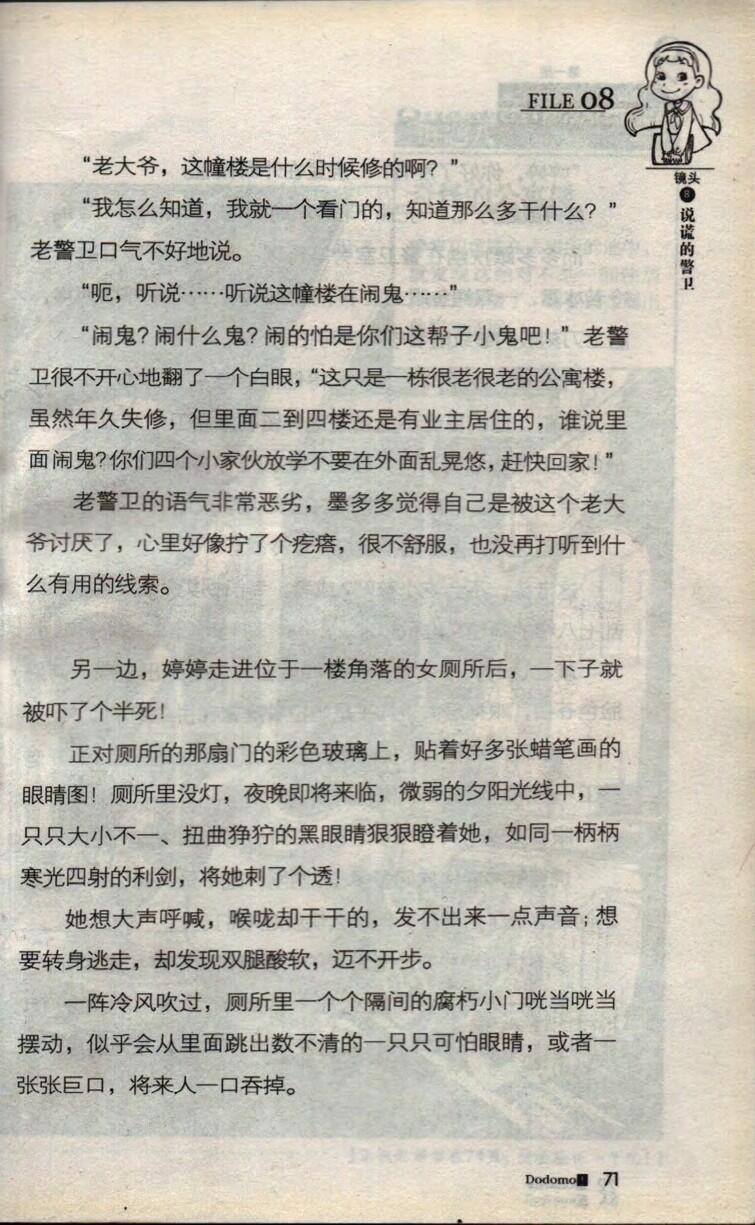 FILE 08
镜头
8
说谎的警卫
“老大爷，这幢楼是什么时候修的啊？”
“我怎么知道，我就一个看门的，知道那么多干什么？”
老警卫口气不好地说。
“呃，听说……听说这幢楼在闹鬼……”
“闹�？闹什么鬼？闹的怕是你们这帮子小鬼吧！”老警
卫很不开心地翻了一个白眼，“这只是一栋很老很老的公寓楼，
虽然年久失修，但里面二到四楼还是有业主居住的，谁说里
面闹鬼？你们四个小家伙放学不要在外面乱晃悠，赶快回家！”
老警卫的语气非常恶劣，墨多多觉得自己是被这个老大
爷讨厌了，心里好像拧了个疙瘩，很不舒服，也没再打听到什
么有用的线索。
另一边，婷婷走进位于一楼角落的女厕所后，一下子就
被吓了个半死！
正对厕所的那扇门的彩色玻璃上，贴着好多张蜡笔画的
眼睛图！厕所里没灯，夜晚即将来临，微弱的夕阳光线中，一
只只大小不一、扭曲狰狞的黑眼睛狠狠瞪着她，如同一柄柄
寒光四射的利剑，将她刺了个透！
她想大声呼喊，喉咙却干干的，发不出来一点声音；想
要转身逃走，却发现双腿酸软，迈不开步。
一阵冷风吹过，厕所里一个个隔间的腐朽小门咣当咣当
摆动，似乎会从里面跳出数不清的一只只可怕眼睛，或者一
张张巨口，将来人一口吞掉。
Dodomo 71